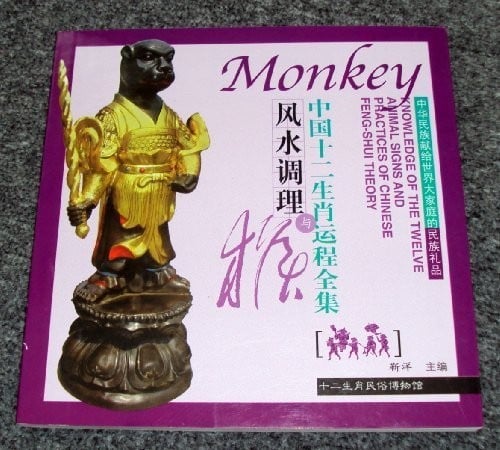 Monkey
KNOWLEDGE OF THE TWELVE
ANIMAL SIGNS AND
PRACTICES OF CHINESE
FENG-SHUI THEORY
中华民族献给世界大家庭的民族礼品
中国十二生肖运程全集
与
风水调理
猴
靳洋 主编
十二生肖民俗博物馆